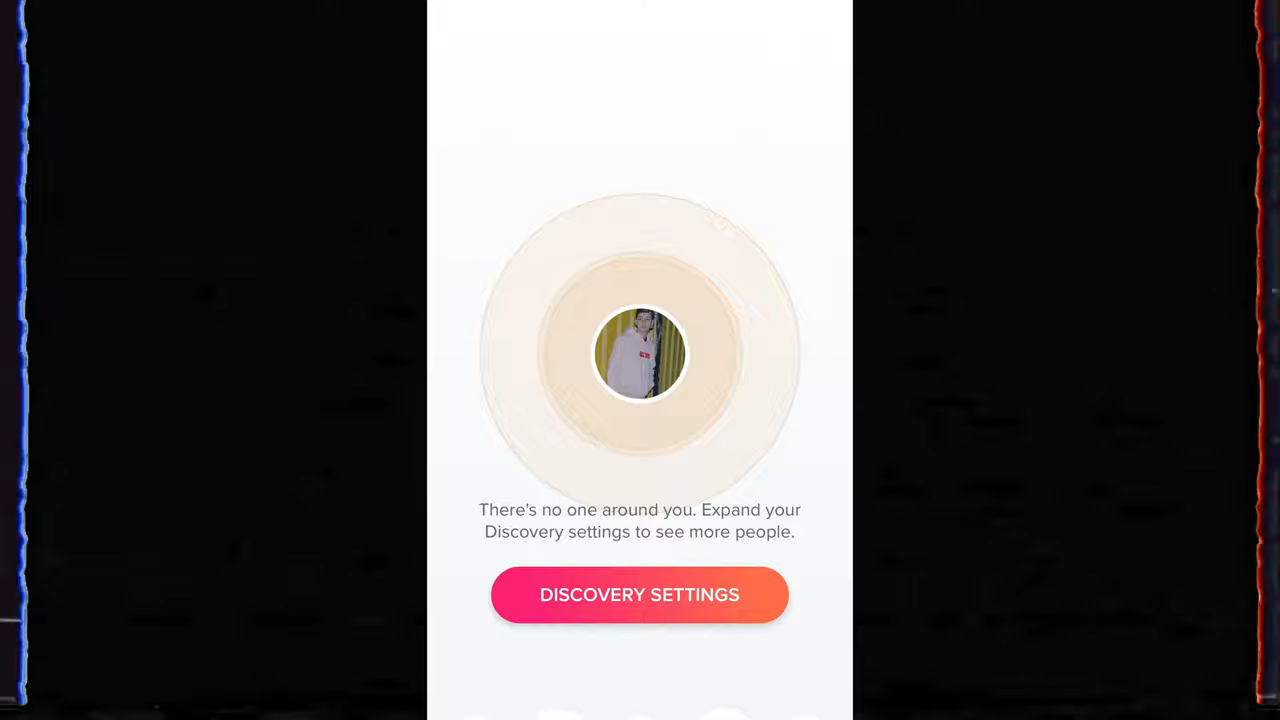 There's no one around you. Expand your
Discovery settings to see more people.
DISCOVERY SETTINGS